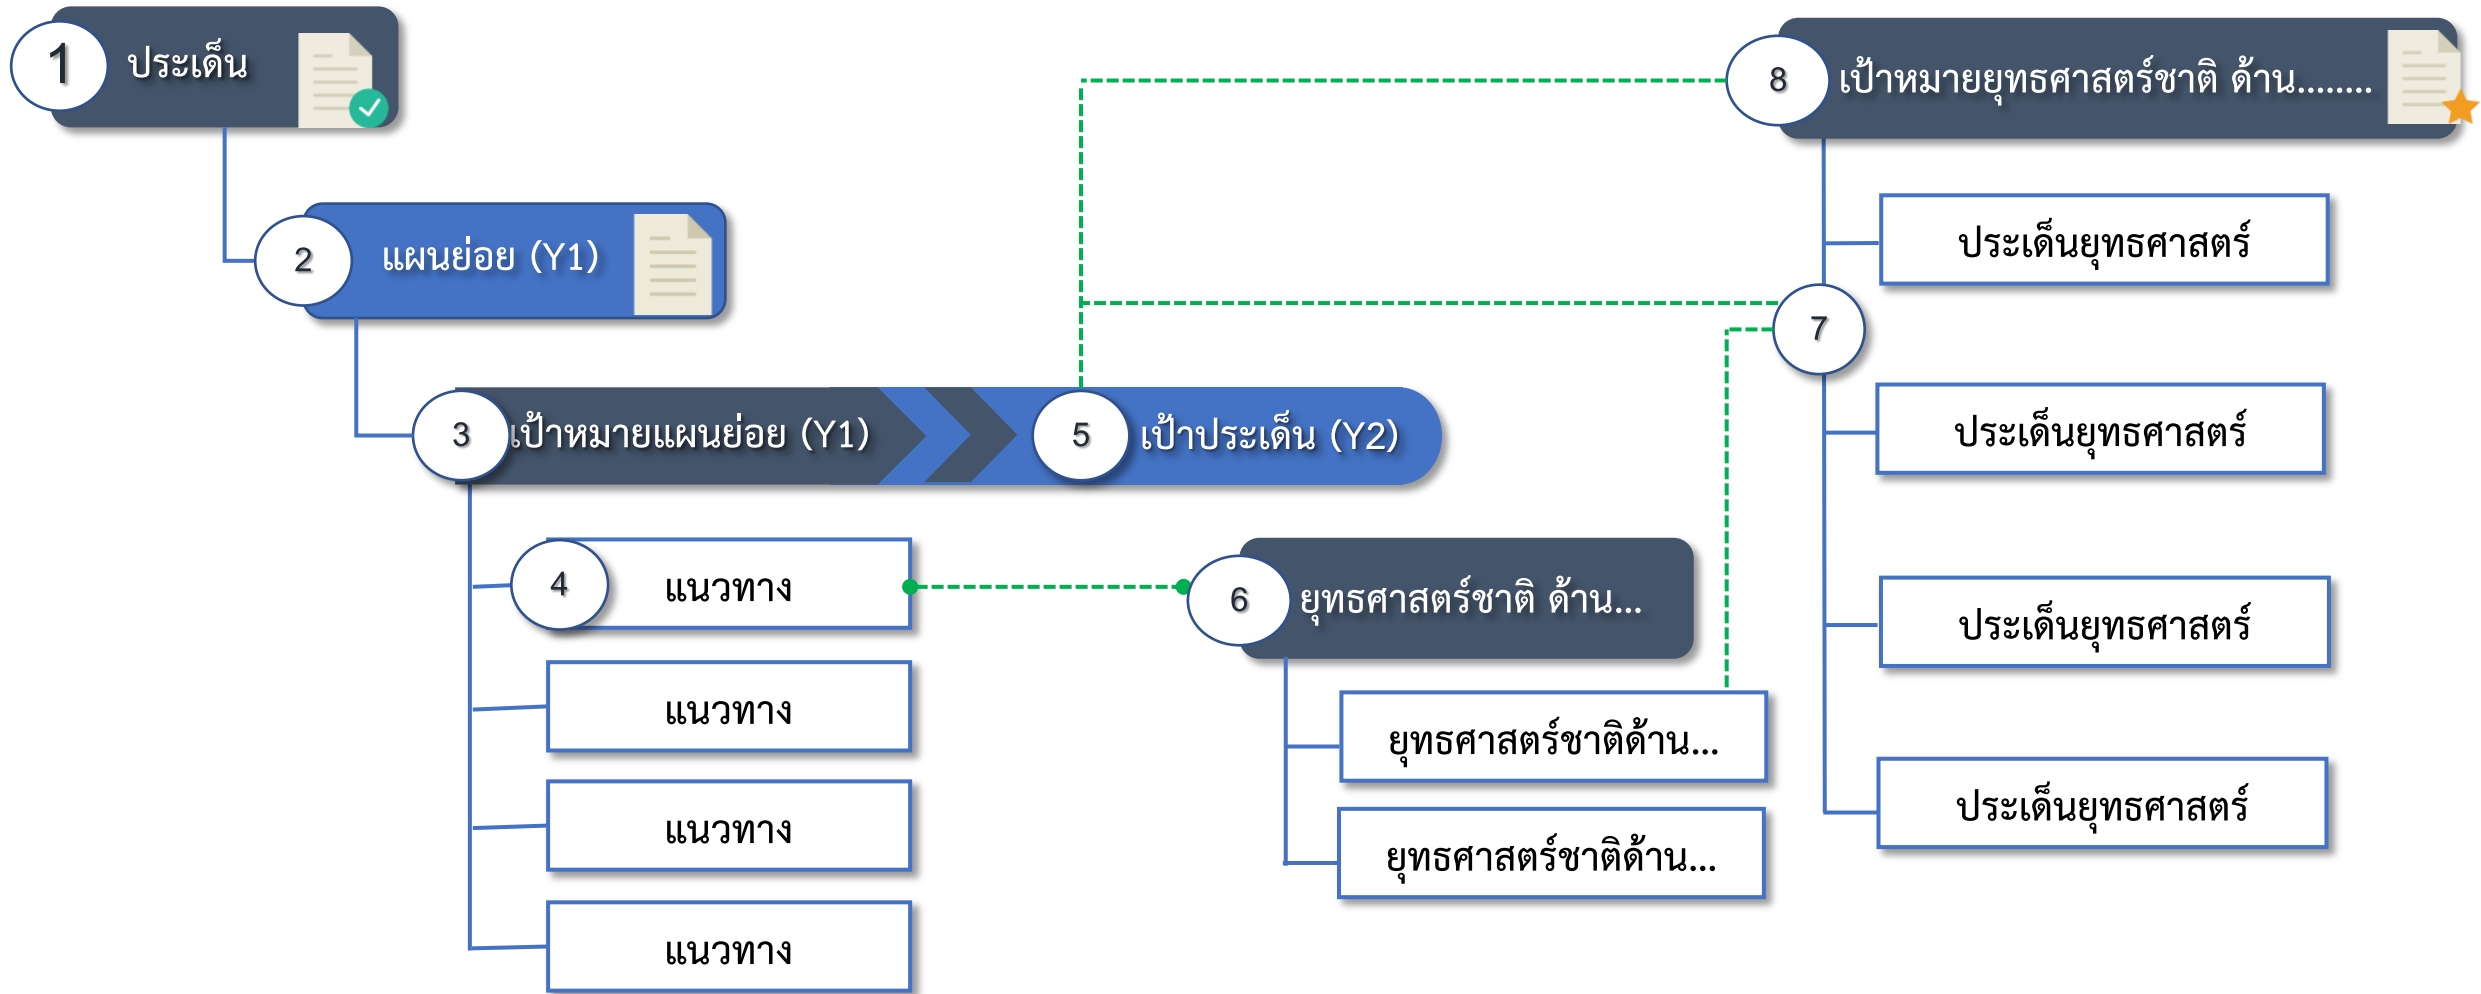 1 ประเด็น
2 แผนย่อย (Y1)
3 เป้าหมายแผนย่อย (Y1) 5 เป้าประเด็น (Y2)
4 แนวทาง
แนวทาง
แนวทาง
แนวทาง
6 ยุทธศาสตร์ชาติ ด้าน...
ยุทธศาสตร์ชาติด้าน...
ยุทธศาสตร์ชาติด้าน...
8 เป้าหมายยุทธศาสตร์ชาติ ด้าน........
ประเด็นยุทธศาสตร์
7
ประเด็นยุทธศาสตร์
ประเด็นยุทธศาสตร์
ประเด็นยุทธศาสตร์